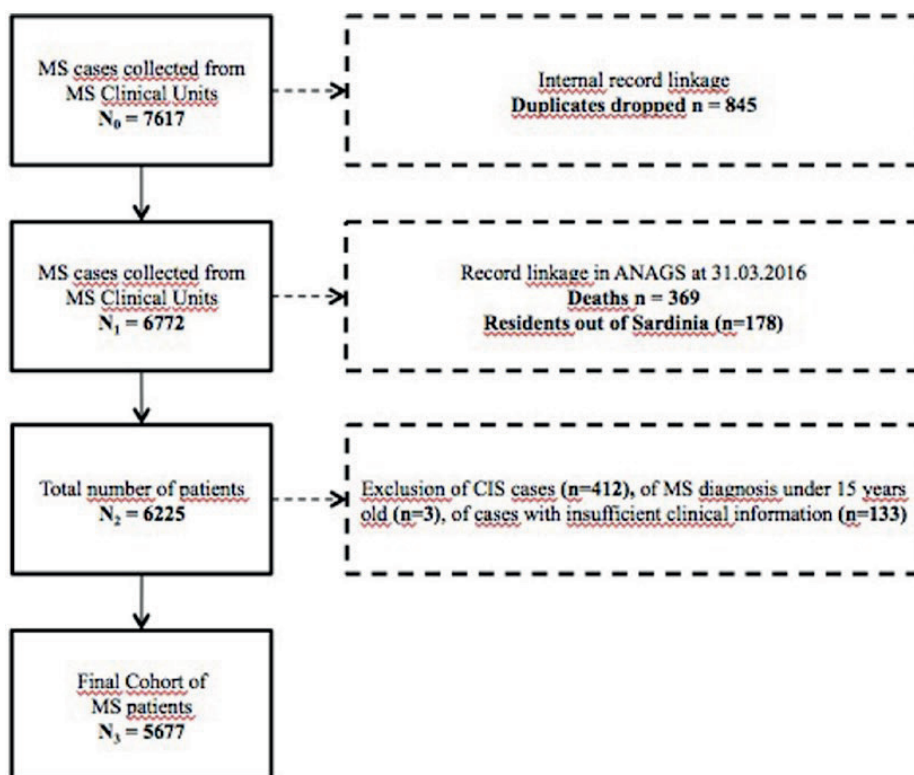 MS cases collected from
MS Clinical Units
N₀ = 7617
Internal record linkage
Duplicates dropped n = 845
MS cases collected from
MS Clinical Units
N₁ = 6772
Record linkage in ANAGS at 31.03.2016
Deaths n = 369
Residents out of Sardinia (n=178)
Total number of patients
N₂ = 6225
Exclusion of CIS cases (n=412), of MS diagnosis under 15 years
old (n=3), of cases with insufficient clinical information (n=133)
Final Cohort of
MS patients
N₃ = 5677